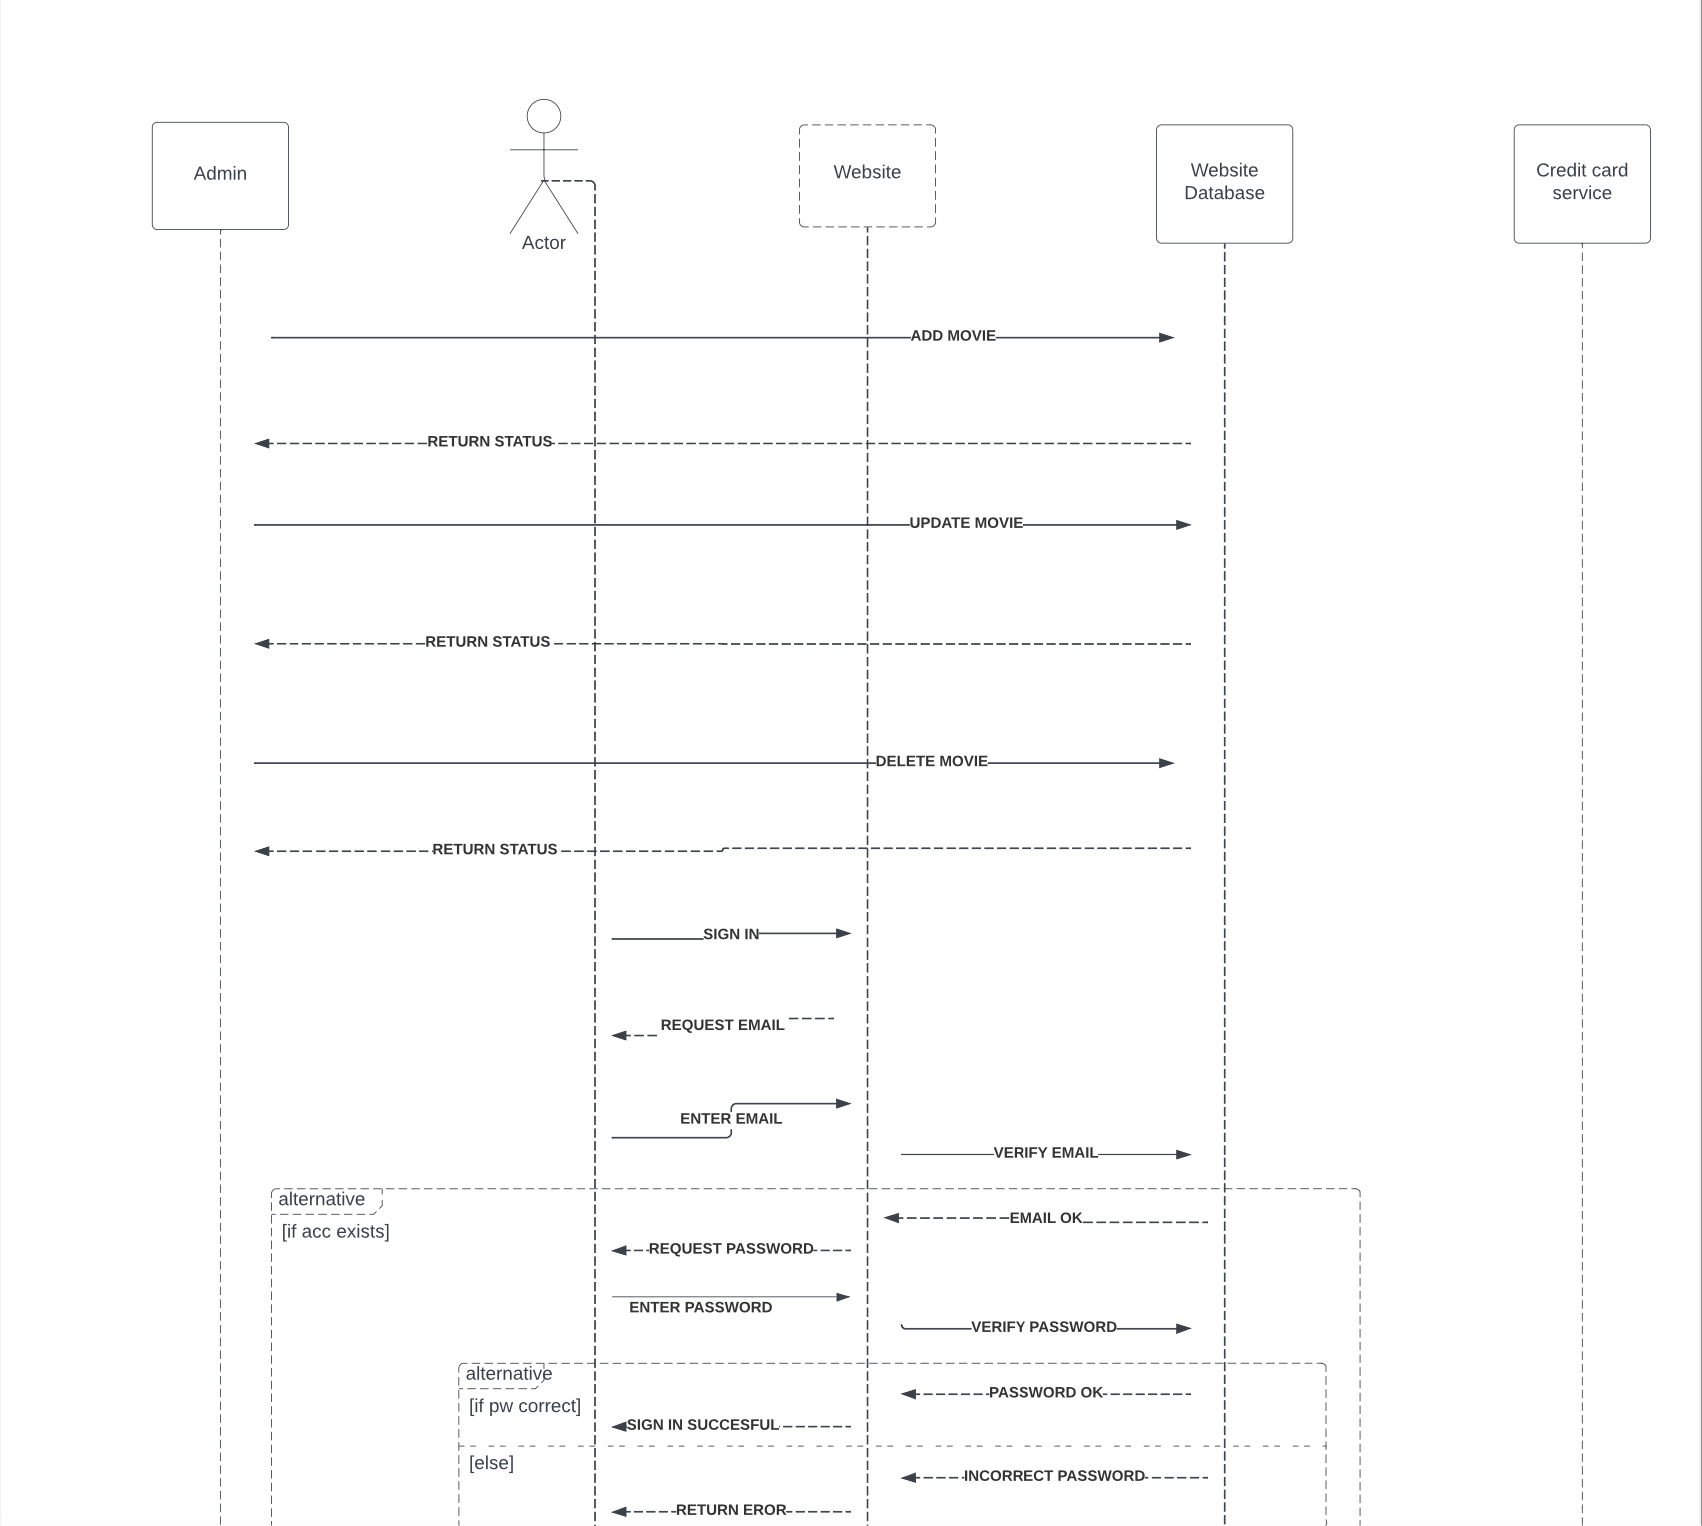 Admin
Actor
Website
Website
Database
Credit card
service
ADD MOVIE
RETURN STATUS
UPDATE MOVIE
RETURN STATUS
DELETE MOVIE
RETURN STATUS
SIGN IN
REQUEST EMAIL
ENTER EMAIL
VERIFY EMAIL
alternative
[if acc exists]
EMAIL OK
REQUEST PASSWORD
ENTER PASSWORD
VERIFY PASSWORD
alternative
[if pw correct]
PASSWORD OK
SIGN IN SUCCESFUL
[else]
INCORRECT PASSWORD
RETURN EROR